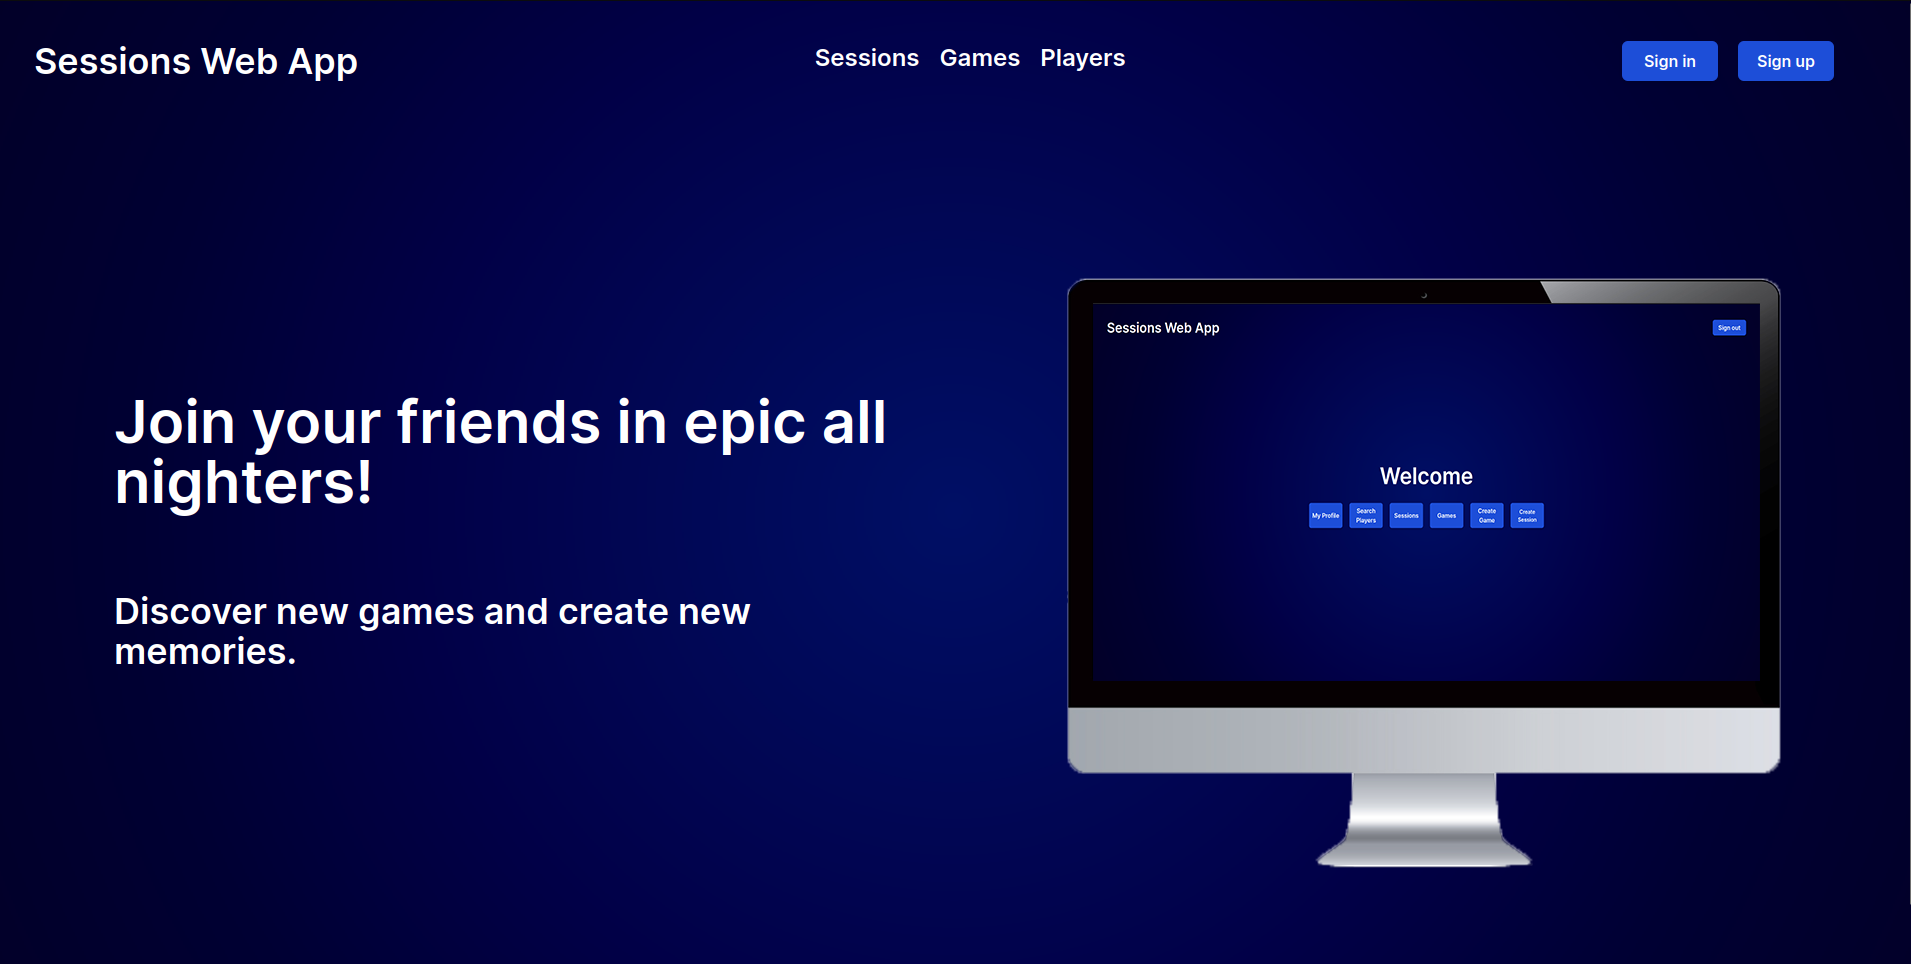 Sessions Web App
Sessions Games Players
Sign in
Sign up
Join your friends in epic all
nighters!
Discover new games and create new
memories.
Sessions Web App
Sign out
Welcome
My Profile
Search
Players
Sessions
Games
Create
Game
Create
Session